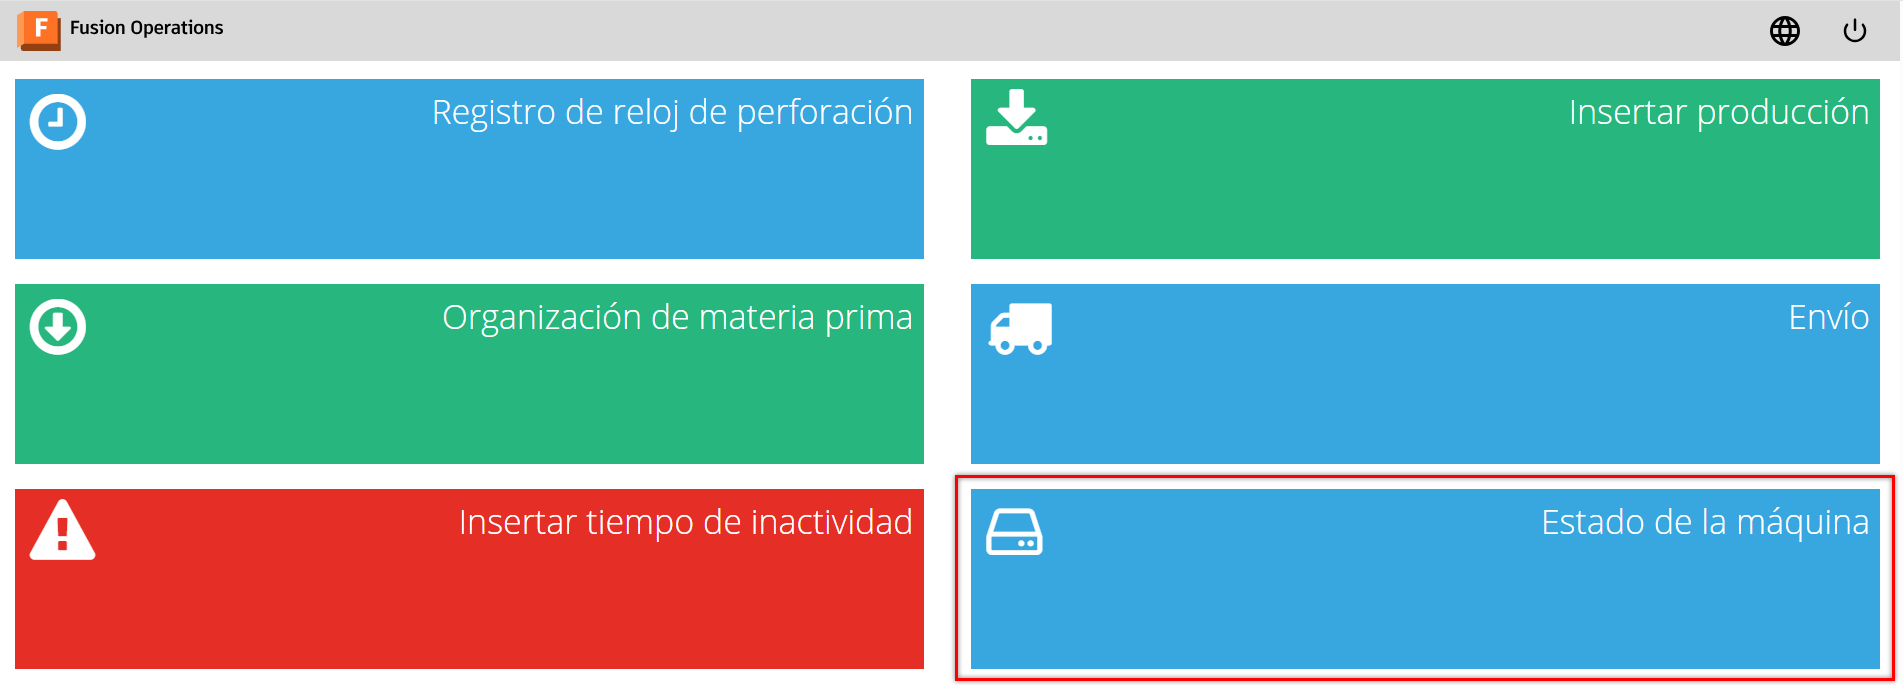 F Fusion Operations
Registro de reloj de perforación
Insertar producción
Organización de materia prima
Envío
Insertar tiempo de inactividad
Estado de la máquina